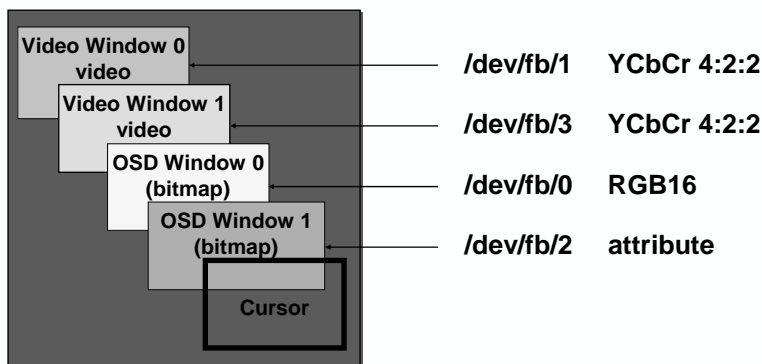 Video Window 0
video
/dev/fb/1 YCbCr 4:2:2
Video Window 1
video
/dev/fb/3 YCbCr 4:2:2
OSD Window 0
(bitmap)
/dev/fb/0 RGB16
OSD Window 1
(bitmap)
/dev/fb/2 attribute
Cursor